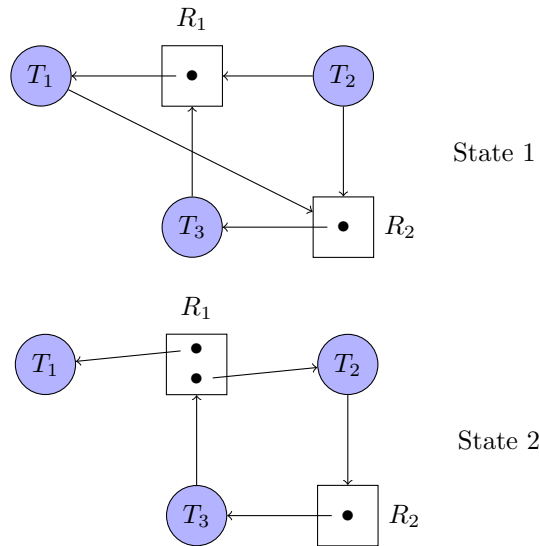 R₁
T₁
T₂
State 1
T₃
R₂
R₁
T₁
T₂
State 2
T₃
R₂